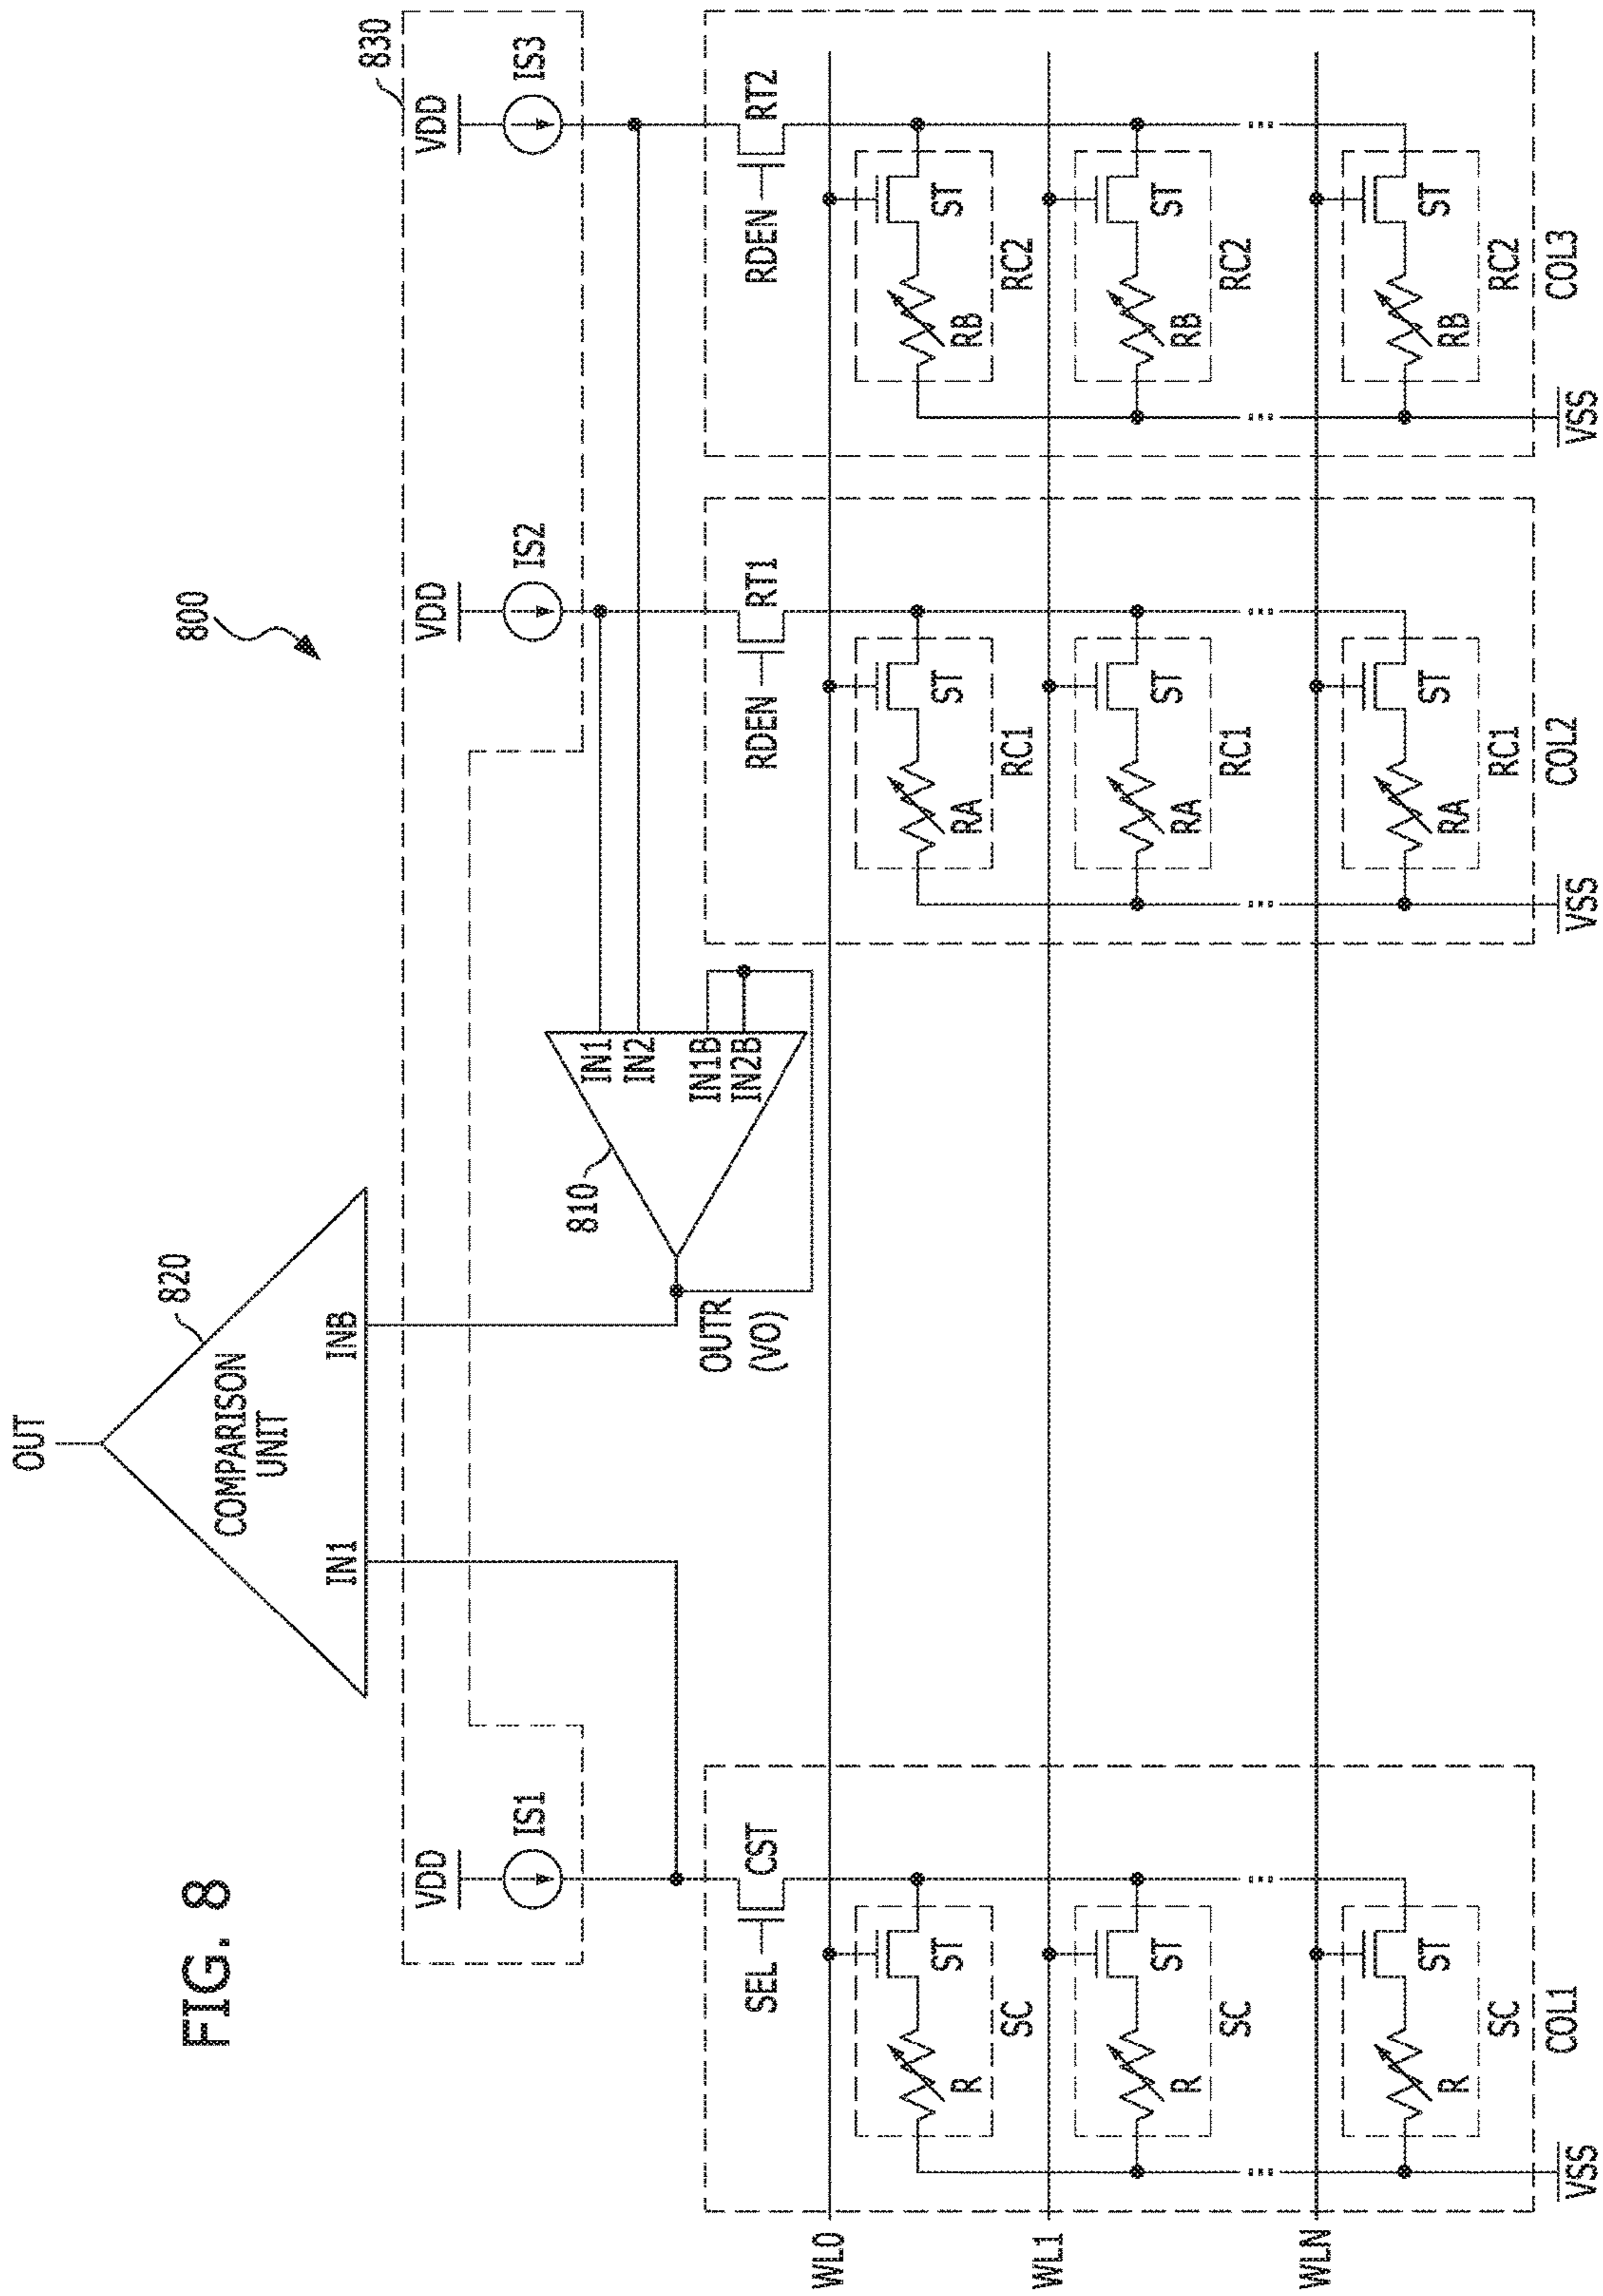 FIG. 8
800
OUT
820
COMPARISON
UNIT
IN1
INB
830
VDD
IS1
VDD
IS2
VDD
IS3
810
IN1
IN2
IN1B
IN2B
OUTR
(VO)
SEL
CST
RDEN
RT1
RDEN
RT2
WL0
R
ST
SC
RA
ST
RC1
RB
ST
RC2
WL1
R
ST
SC
RA
ST
RC1
RB
ST
RC2
WLN
R
ST
SC
RA
ST
RC1
RB
ST
RC2
COL1
COL2
COL3
VSS
VSS
VSS